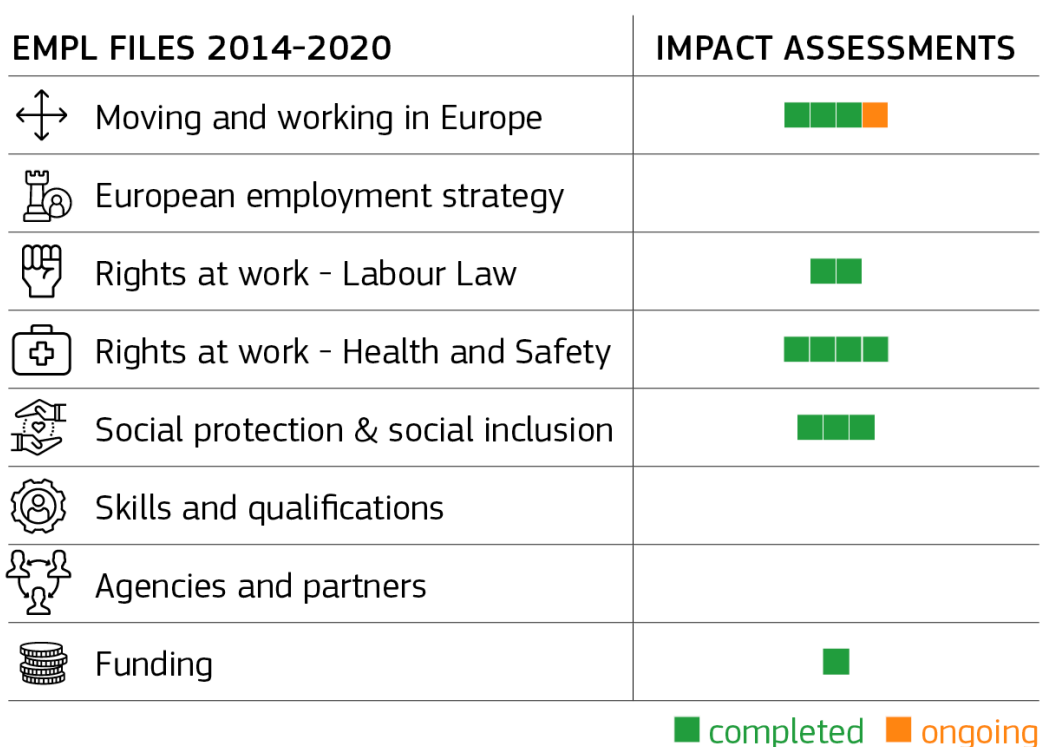 EMPL FILES 2014-2020 IMPACT ASSESSMENTS
Moving and working in Europe
European employment strategy
Rights at work - Labour Law
Rights at work - Health and Safety
Social protection & social inclusion
Skills and qualifications
Agencies and partners
Funding
completed ongoing